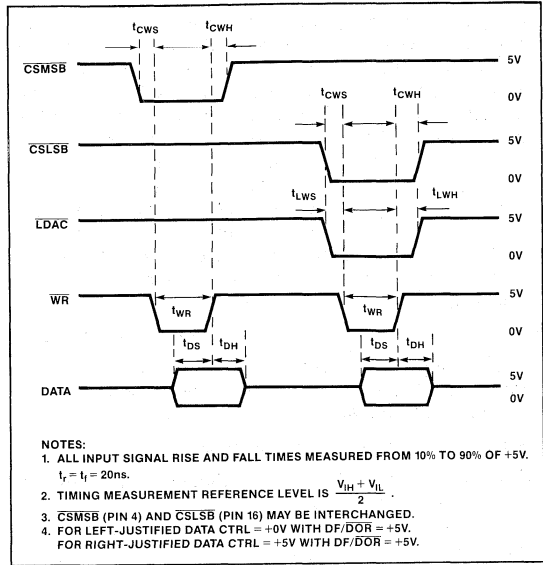 tCWS tCWH
CSMSB 5V
0V
tCWS tCWH
CSLSB 5V
0V
tLWS tLWH
LDAC 5V
0V
WR tWR tWR 5V
0V
tDS tDH tDS tDH
DATA 5V
0V
NOTES:
1. ALL INPUT SIGNAL RISE AND FALL TIMES MEASURED FROM 10% TO 90% OF +5V.
tr = tf = 20ns.
2. TIMING MEASUREMENT REFERENCE LEVEL IS (VIH + VIL) / 2 .
3. CSMSB (PIN 4) AND CSLSB (PIN 16) MAY BE INTERCHANGED.
4. FOR LEFT-JUSTIFIED DATA CTRL = +0V WITH DF/DOR = +5V.
FOR RIGHT-JUSTIFIED DATA CTRL = +5V WITH DF/DOR = +5V.